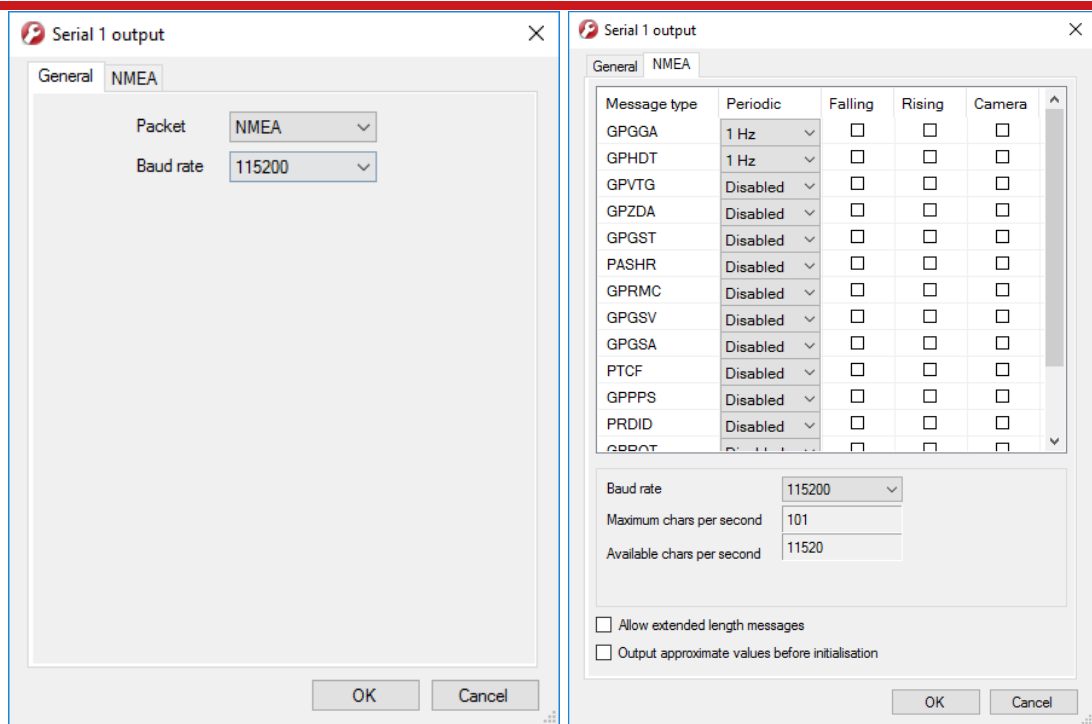 Serial 1 output
General NMEA
Packet NMEA
Baud rate 115200
OK Cancel
Serial 1 output
General NMEA
Message type Periodic Falling Rising Camera
GPGGA 1 Hz
GPHDT 1 Hz
GPVTG Disabled
GPZDA Disabled
GPGST Disabled
PASHR Disabled
GPRMC Disabled
GPGSV Disabled
GPGSA Disabled
PTCF Disabled
GPPPS Disabled
PRDID Disabled
Baud rate 115200
Maximum chars per second 101
Available chars per second 11520
Allow extended length messages
Output approximate values before initialisation
OK Cancel